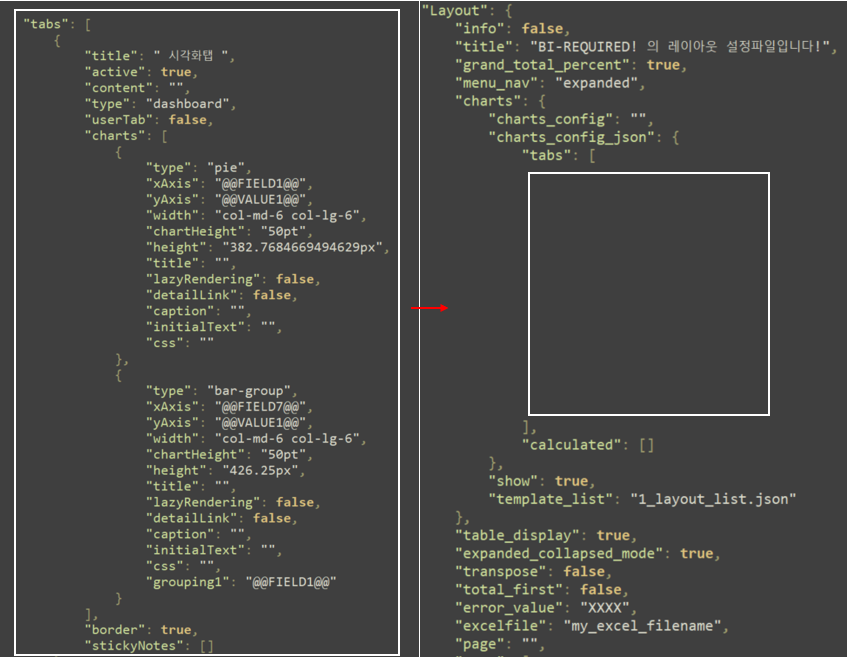 "tabs": [
{
"title": " 시각화탭 ",
"active": true,
"content": "",
"type": "dashboard",
"userTab": false,
"charts": [
{
"type": "pie",
"xAxis": "@@FIELD1@@",
"yAxis": "@@VALUE1@@",
"width": "col-md-6 col-lg-6",
"chartHeight": "50pt",
"height": "382.7684669494629px",
"title": "",
"lazyRendering": false,
"detailLink": false,
"caption": "",
"initialText": "",
"css": ""
},
{
"type": "bar-group",
"xAxis": "@@FIELD7@@",
"yAxis": "@@VALUE1@@",
"width": "col-md-6 col-lg-6",
"chartHeight": "50pt",
"height": "426.25px",
"title": "",
"lazyRendering": false,
"detailLink": false,
"caption": "",
"initialText": "",
"css": "",
"grouping1": "@@FIELD1@@"
}
],
"border": true,
"stickyNotes": []
"Layout": {
"info": false,
"title": "BI-REQUIRED! 의 레이아웃 설정파일입니다!",
"grand_total_percent": true,
"menu_nav": "expanded",
"charts": {
"charts_config": "",
"charts_config_json": {
"tabs": [
],
"calculated": []
},
"show": true,
"template_list": "1_layout_list.json"
},
"table_display": true,
"expanded_collapsed_mode": true,
"transpose": false,
"total_first": false,
"error_value": "XXXX",
"excelfile": "my_excel_filename",
"page": "",